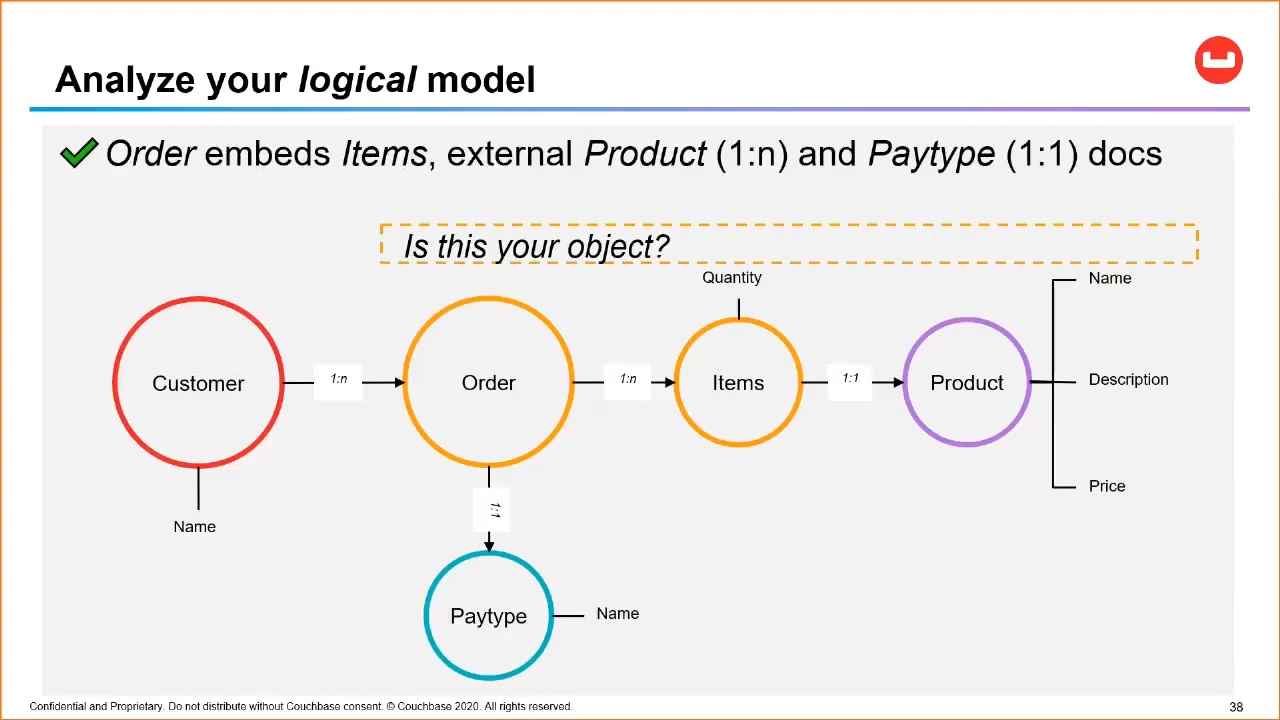 Analyze your logical model
Order embeds Items, external Product (1:n) and Paytype (1:1) docs
Is this your object?
Quantity
Name
Customer
1:n
Order
1:n
Items
1:1
Product
Description
Price
1:1
Name
Paytype
Name
Confidential and Proprietary. Do not distribute without Couchbase consent. © Couchbase 2020. All rights reserved.
38